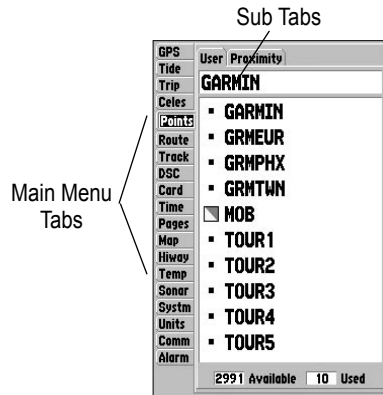 Sub Tabs
Main Menu
Tabs
GPS
Tide
Trip
Celes
Points
Route
Track
DSC
Card
Time
Pages
Map
Hiway
Temp
Sonar
Systm
Units
Comm
Alarm
User Proximity
GARMIN
GARMIN
GRMEUR
GRMPHX
GRMTWN
MOB
TOUR1
TOUR2
TOUR3
TOUR4
TOUR5
2991 Available 10 Used